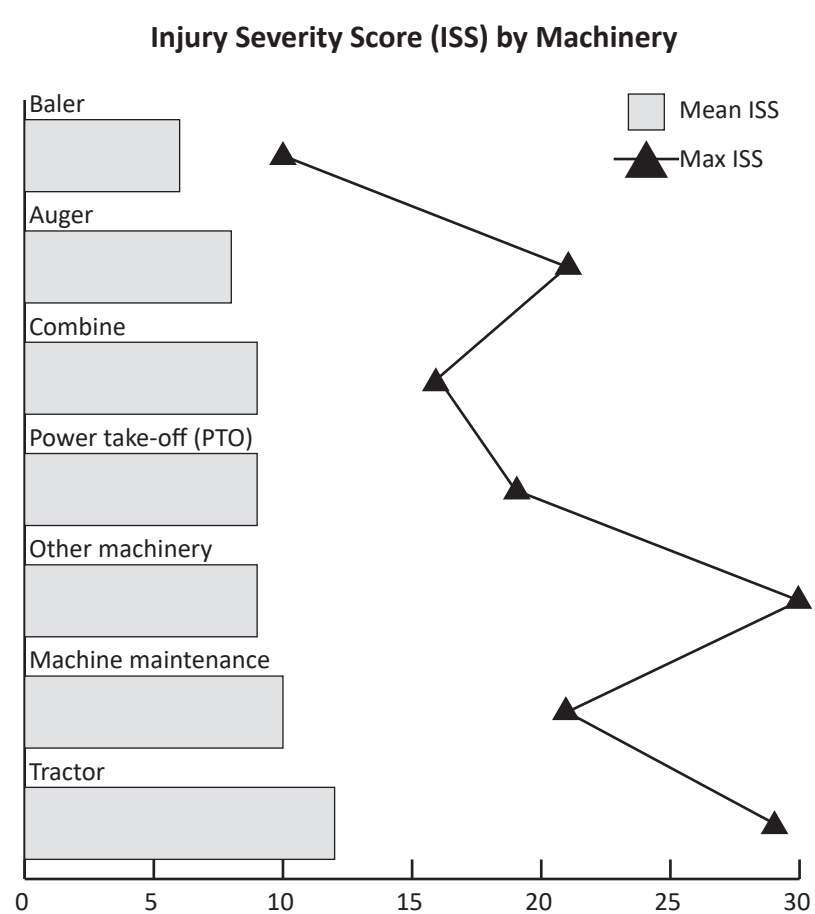 Injury Severity Score (ISS) by Machinery
Baler
Mean ISS
Max ISS
Auger
Combine
Power take-off (PTO)
Other machinery
Machine maintenance
Tractor
0 5 10 15 20 25 30